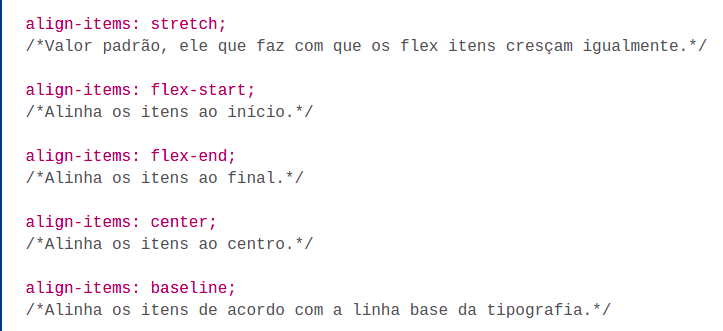 align-items: stretch;
/*Valor padrão, ele que faz com que os flex itens cresçam igualmente.*/
align-items: flex-start;
/*Alinha os itens ao início.*/
align-items: flex-end;
/*Alinha os itens ao final.*/
align-items: center;
/*Alinha os itens ao centro.*/
align-items: baseline;
/*Alinha os itens de acordo com a linha base da tipografia.*/